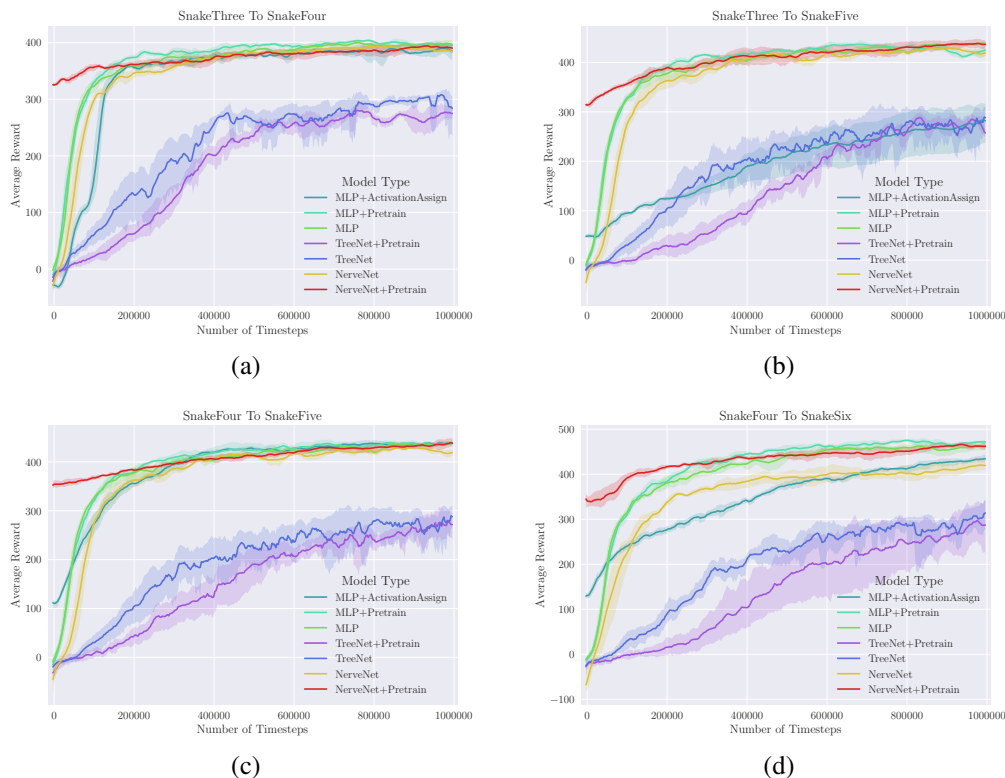 SnakeThree To SnakeFour
400
300
200
100
0
Average Reward
Model Type
MLP+ActivationAssign
MLP+Pretrain
MLP
TreeNet+Pretrain
TreeNet
NerveNet
NerveNet+Pretrain
0 200000 400000 600000 800000 1000000
Number of Timesteps
(a)
SnakeThree To SnakeFive
400
300
200
100
0
Average Reward
Model Type
MLP+ActivationAssign
MLP+Pretrain
MLP
TreeNet+Pretrain
TreeNet
NerveNet
NerveNet+Pretrain
0 200000 400000 600000 800000 1000000
Number of Timesteps
(b)
SnakeFour To SnakeFive
400
300
200
100
0
Average Reward
Model Type
MLP+ActivationAssign
MLP+Pretrain
MLP
TreeNet+Pretrain
TreeNet
NerveNet
NerveNet+Pretrain
0 200000 400000 600000 800000 1000000
Number of Timesteps
(c)
SnakeFour To SnakeSix
500
400
300
200
100
0
−100
Average Reward
Model Type
MLP+ActivationAssign
MLP+Pretrain
MLP
TreeNet+Pretrain
TreeNet
NerveNet
NerveNet+Pretrain
0 200000 400000 600000 800000 1000000
Number of Timesteps
(d)